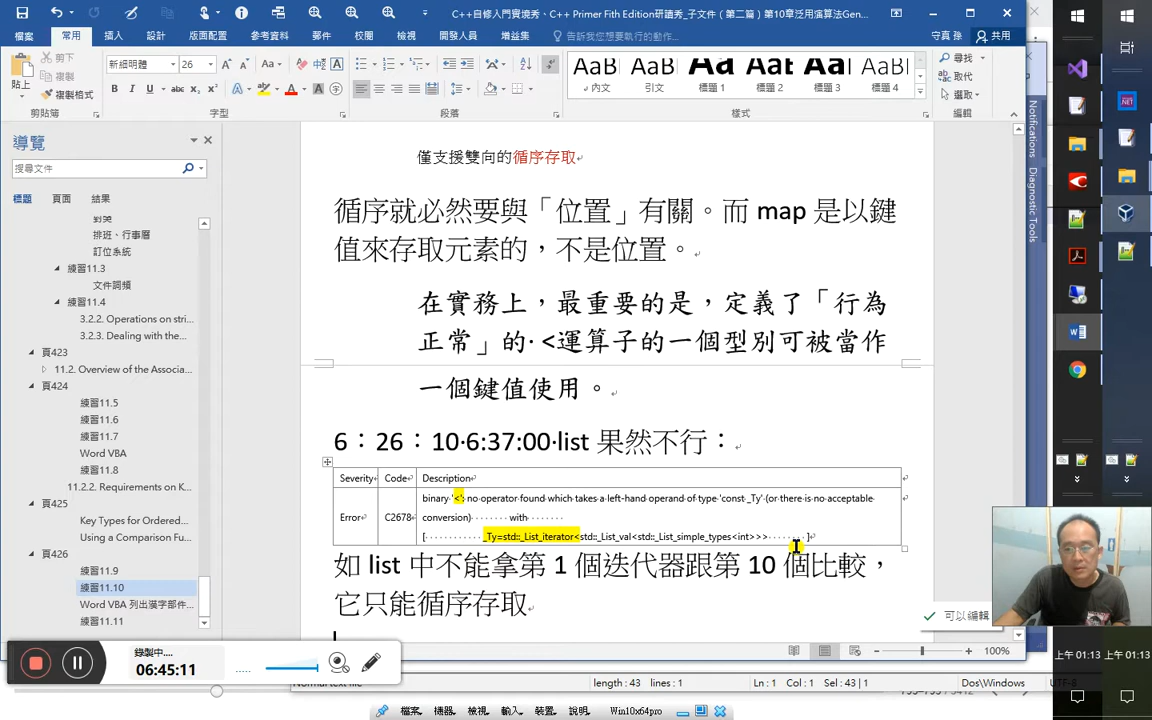 C++自修入門實境秀、C++ Primer Fith Edition研讀秀_子文件（第二篇）第10章泛用演算法Gen...
檔案 常用 插入 設計 版面配置 參考資料 郵件 校閱 檢視 開發人員 增益集 告訴我您想要執行的動作... 守真 孫 共用
剪下
複製
複製格式
貼上
新細明體 26
剪貼簿 字型 段落 樣式 編輯
AaB AaB AaB AaB AaB AaB
內文 標題 標題 1 標題 2 標題 3 標題 4
尋找
取代
選取
導覽
搜尋文件
標題 頁面 結果
排班、行事曆
訂位系統
練習11.3
文件詞頻
練習11.4
3.2.2. Operations on stri...
3.2.3. Dealing with the...
頁423
11.2. Overview of the Associa...
頁424
練習11.5
練習11.6
練習11.7
Word VBA
練習11.8
11.2.2. Requirements on K...
頁425
Key Types for Ordered...
Using a Comparison Fu...
頁426
練習11.9
練習11.10
Word VBA 列出漢字部件...
練習11.11
僅支援雙向的循序存取
循序就必然要與「位置」有關。而 map 是以鍵
值來存取元素的，不是位置。
在實務上，最重要的是，定義了「行為
正常」的·<運算子的一個型別可被當作
一個鍵值使用。
6：26：10·6:37:00·list 果然不行：
Severity Code Description
Error C2678 binary '<': no operator found which takes a left-hand operand of type 'const _Ty' (or there is no acceptable
conversion) with
[ _Ty=std::_List_iterator<std::_List_val<std::_List_simple_types<int>>> ]
如 list 中不能拿第 1 個迭代器跟第 10 個比較，
它只能循序存取
可以編輯
100%
錄製中....
06:45:11
length : 43 lines : 1 Ln : 1 Col : 1 Sel : 43 | 1 Dos\Windows UTF-8
檔案 機器 檢視 輸入 裝置 說明 Win10x64pro
Notifications
Diagnostic Tools
上午 01:13
上午 01:13